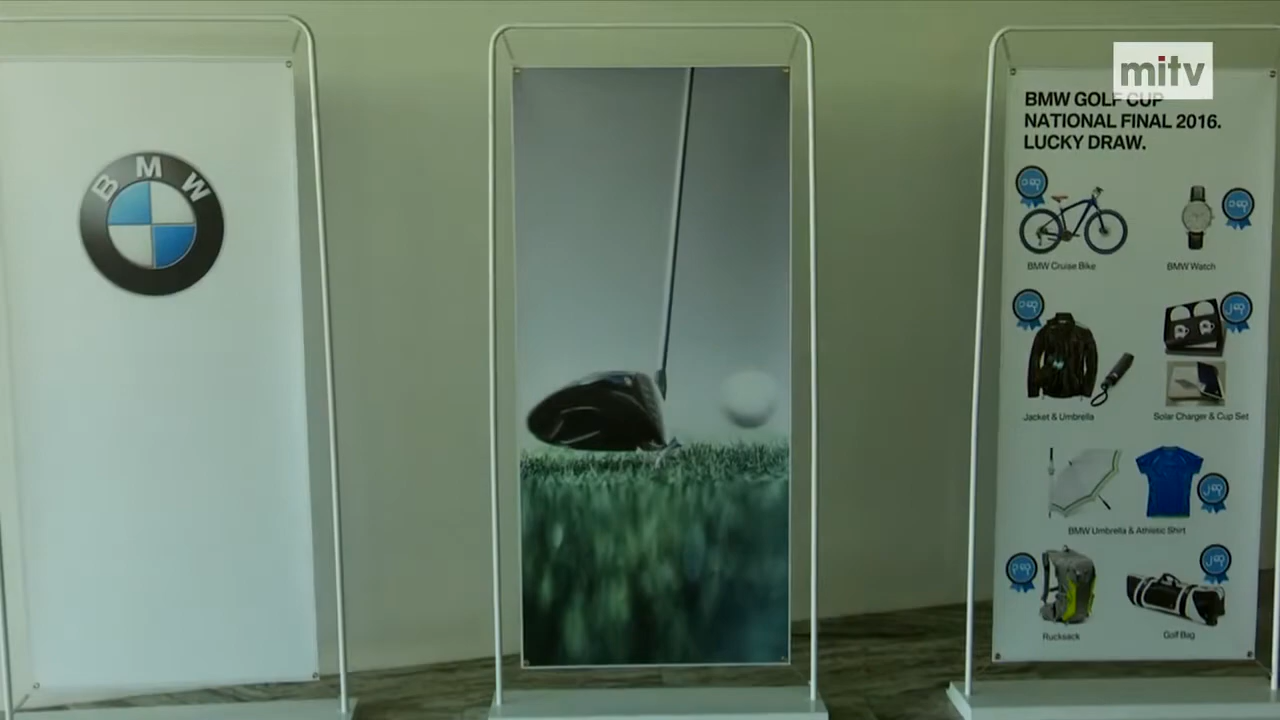 BMW
mitv
BMW GOLF CUP
NATIONAL FINAL 2016.
LUCKY DRAW.
BMW Cruise Bike
BMW Watch
Jacket & Umbrella
Solar Charger & Cup Set
BMW Umbrella & Athletic Shirt
Rucksack
Golf Bag